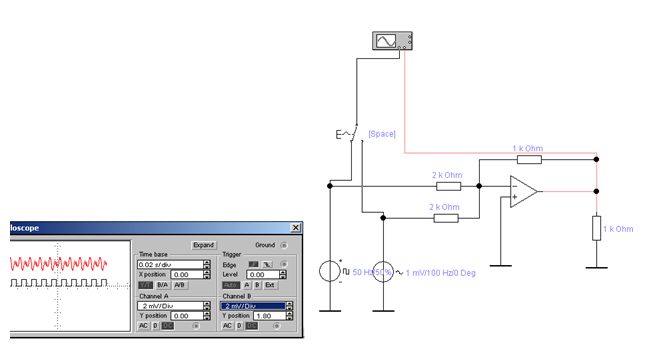 [Space]
1 k Ohm
2 k Ohm
2 k Ohm
1 k Ohm
50 Hz/50%
1 mV/100 Hz/0 Deg
loscope
Expand
Ground
Time base
0.02 s/div
X position 0.00
Y/T B/A A/B
Trigger
Edge
Level 0.00
Auto A B Ext
Channel A
2 mV/Div
Y position 0.00
AC 0 DC
Channel B
2 mV/Div
Y position 1.80
AC 0 DC